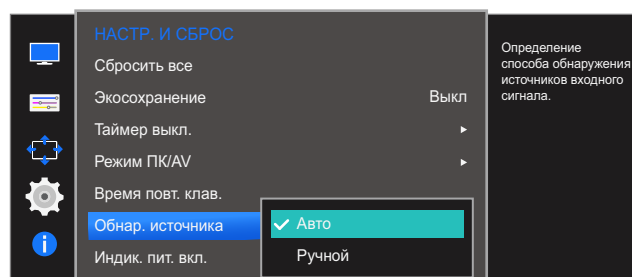 НАСТР. И СБРОС
Сбросить все
Экосохранение Выкл
Таймер выкл.
Режим ПК/AV
Время повт. клав.
Обнар. источника
Авто
Индик. пит. вкл.
Ручной
Определение
способа обнаружения
источников входного
сигнала.